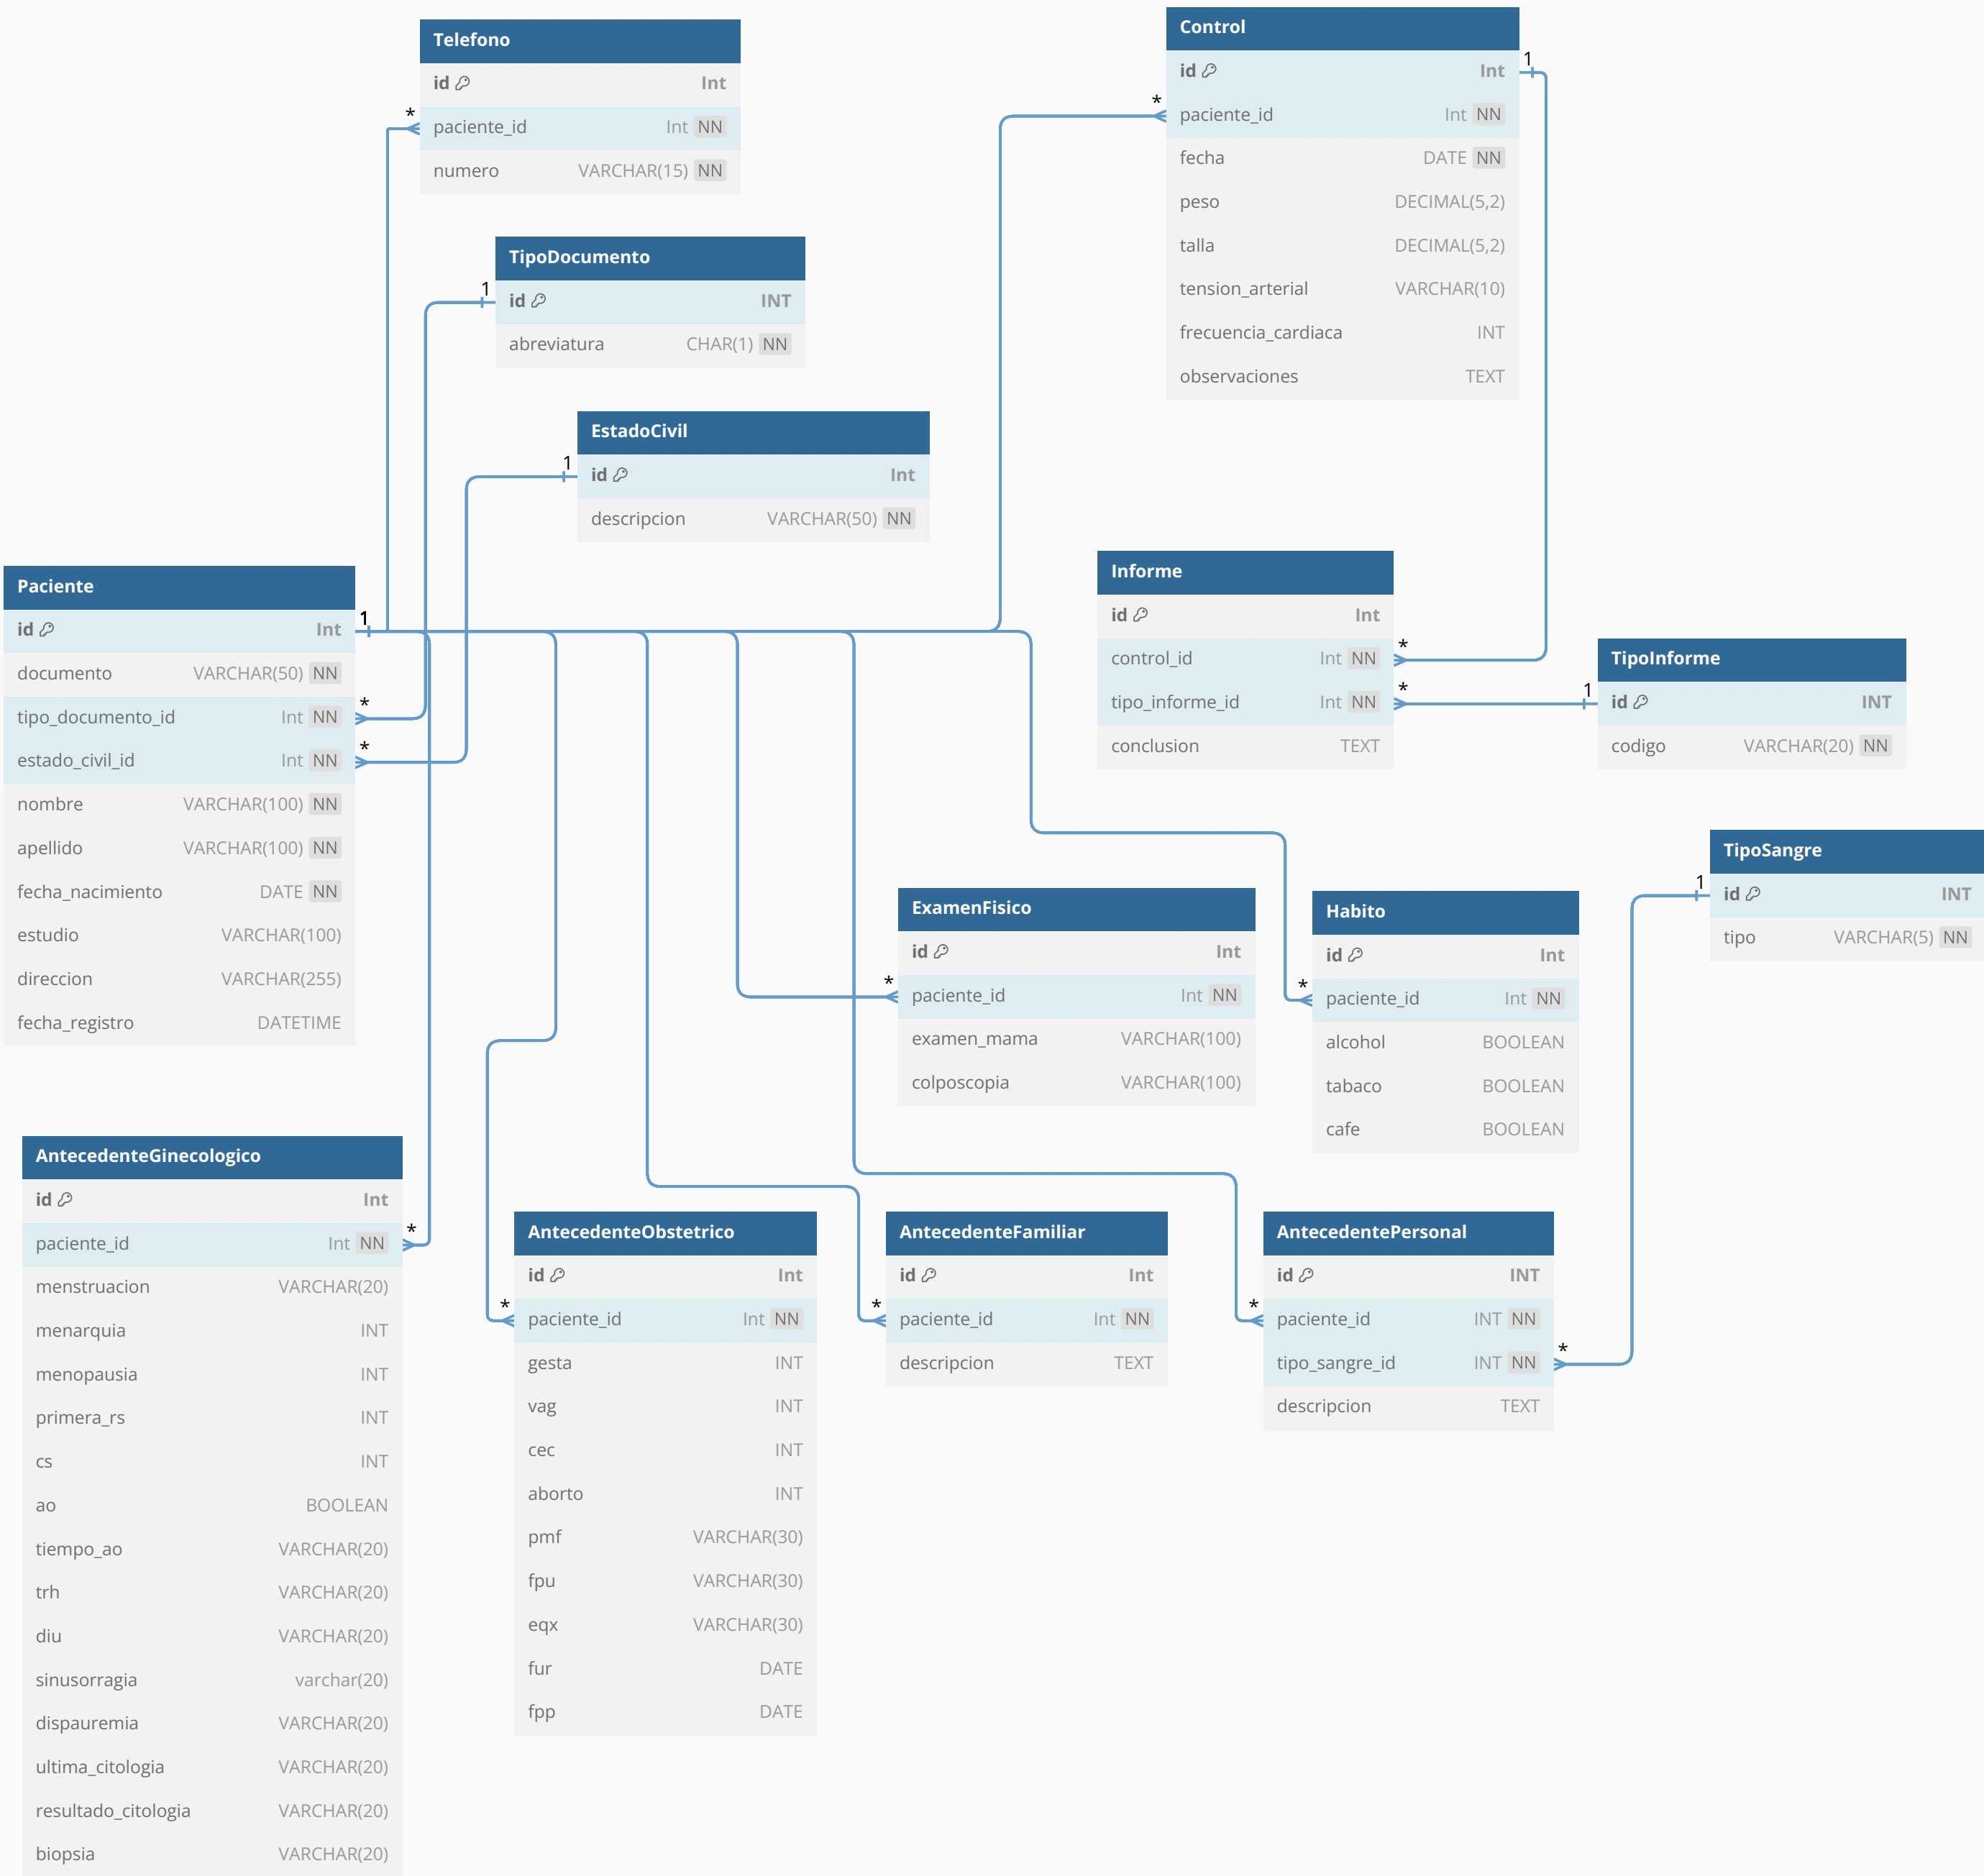 Telefono
id Int
* paciente_id Int NN
numero VARCHAR(15) NN
Control
id Int 1
* paciente_id Int NN
fecha DATE NN
peso DECIMAL(5,2)
talla DECIMAL(5,2)
tension_arterial VARCHAR(10)
frecuencia_cardiaca INT
observaciones TEXT
TipoDocumento
1 id INT
abreviatura CHAR(1) NN
EstadoCivil
1 id Int
descripcion VARCHAR(50) NN
Paciente
id Int 1
documento VARCHAR(50) NN
tipo_documento_id Int NN *
estado_civil_id Int NN *
nombre VARCHAR(100) NN
apellido VARCHAR(100) NN
fecha_nacimiento DATE NN
estudio VARCHAR(100)
direccion VARCHAR(255)
fecha_registro DATETIME
Informe
id Int
control_id Int NN *
tipo_informe_id Int NN *
conclusion TEXT
TipoInforme
1 id INT
codigo VARCHAR(20) NN
TipoSangre
1 id INT
tipo VARCHAR(5) NN
ExamenFisico
id Int
* paciente_id Int NN
examen_mama VARCHAR(100)
colposcopia VARCHAR(100)
Habito
id Int
* paciente_id Int NN
alcohol BOOLEAN
tabaco BOOLEAN
cafe BOOLEAN
AntecedenteGinecologico
id Int
paciente_id Int NN *
menstruacion VARCHAR(20)
menarquia INT
menopausia INT
primera_rs INT
cs INT
ao BOOLEAN
tiempo_ao VARCHAR(20)
trh VARCHAR(20)
diu VARCHAR(20)
sinusorragia varchar(20)
dispauremia VARCHAR(20)
ultima_citologia VARCHAR(20)
resultado_citologia VARCHAR(20)
biopsia VARCHAR(20)
AntecedenteObstetrico
id Int
* paciente_id Int NN
gesta INT
vag INT
cec INT
aborto INT
pmf VARCHAR(30)
fpu VARCHAR(30)
eqx VARCHAR(30)
fur DATE
fpp DATE
AntecedenteFamiliar
id Int
* paciente_id Int NN
descripcion TEXT
AntecedentePersonal
id INT
* paciente_id INT NN
tipo_sangre_id INT NN *
descripcion TEXT